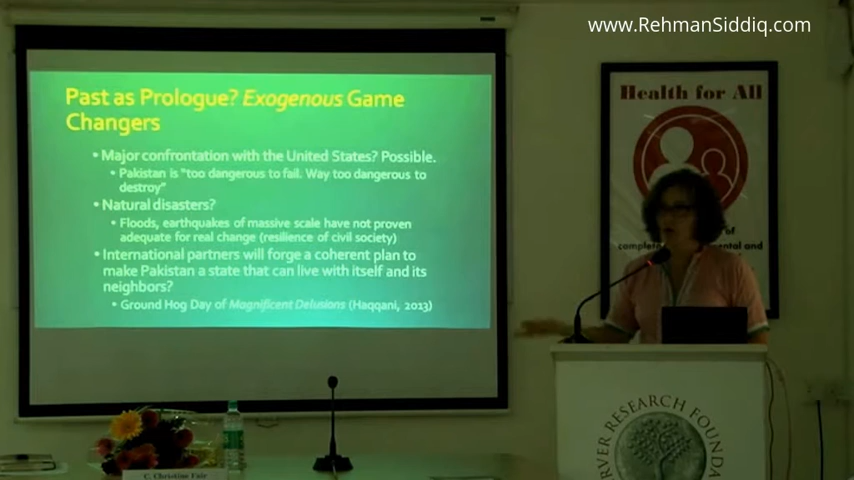 www.RehmanSiddiq.com
Past as Prologue? Exogenous Game
Changers
• Major confrontation with the United States? Possible.
• Pakistan is "too dangerous to fail. Way too dangerous to
destroy"
• Natural disasters?
• Floods, earthquakes of massive scale have not proven
adequate for real change (resilience of civil society)
• International partners will forge a coherent plan to
make Pakistan a state that can live with itself and its
neighbors?
• Ground Hog Day of Magnificent Delusions (Haqqani, 2013)
Health for All
of
complete
ntal and
RVER RESEARCH FOUNDA
C. Christine Fair